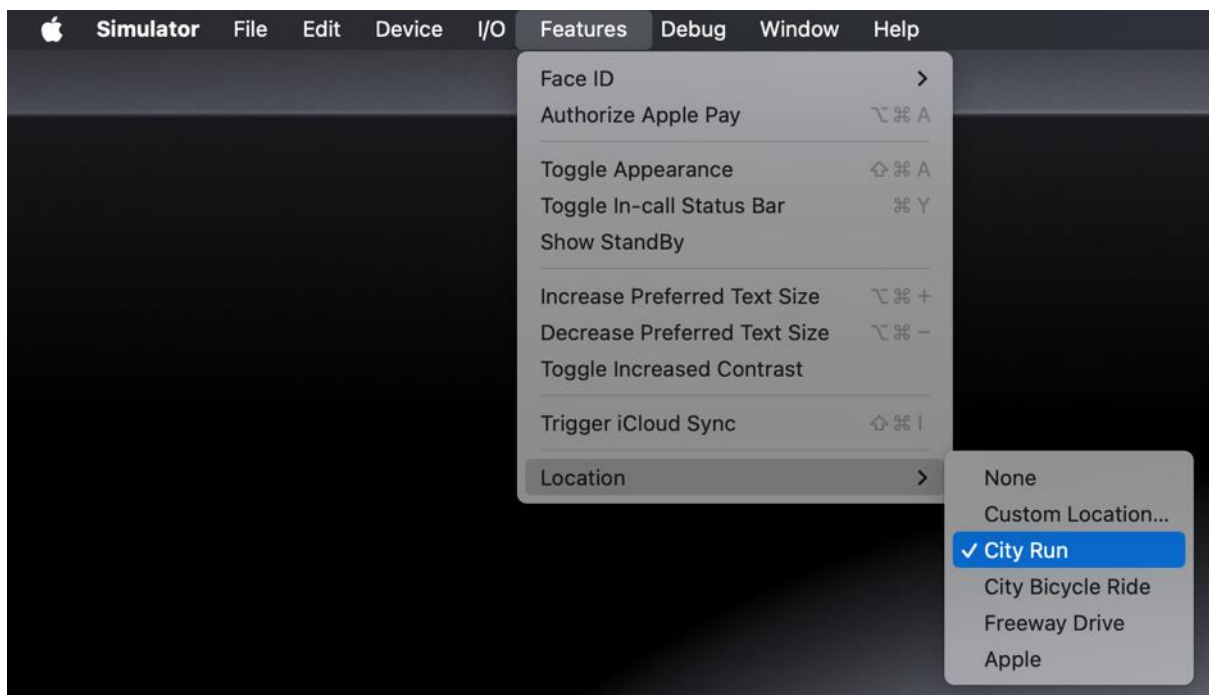 Simulator File Edit Device I/O Features Debug Window Help
Face ID
Authorize Apple Pay ⌥⌘A
Toggle Appearance ⇧⌘A
Toggle In-call Status Bar ⌘Y
Show StandBy
Increase Preferred Text Size ⌥⌘+
Decrease Preferred Text Size ⌥⌘−
Toggle Increased Contrast
Trigger iCloud Sync ⇧⌘I
Location
None
Custom Location...
✓ City Run
City Bicycle Ride
Freeway Drive
Apple